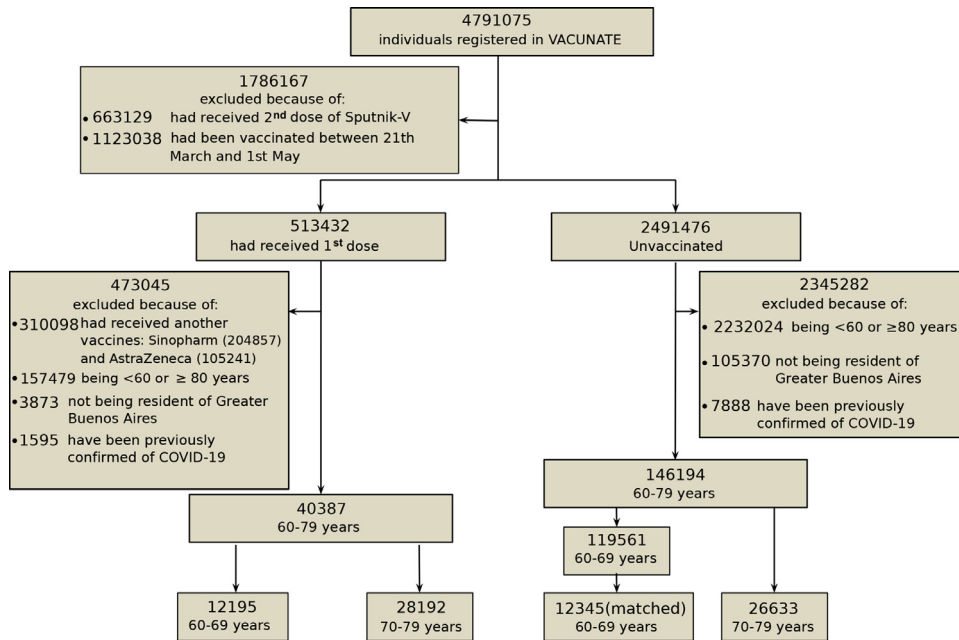 4791075
individuals registered in VACUNATE
1786167
excluded because of:
• 663129 had received 2nd dose of Sputnik-V
• 1123038 had been vaccinated between 21th
March and 1st May
513432
had received 1st dose
2491476
Unvaccinated
473045
excluded because of:
• 310098 had received another
vaccines: Sinopharm (204857)
and AstraZeneca (105241)
• 157479 being <60 or ≥ 80 years
• 3873 not being resident of Greater
Buenos Aires
• 1595 have been previously
confirmed of COVID-19
2345282
excluded because of:
• 2232024 being <60 or ≥80 years
• 105370 not being resident of
Greater Buenos Aires
• 7888 have been previously
confirmed of COVID-19
40387
60-79 years
146194
60-79 years
119561
60-69 years
12195
60-69 years
28192
70-79 years
12345(matched)
60-69 years
26633
70-79 years